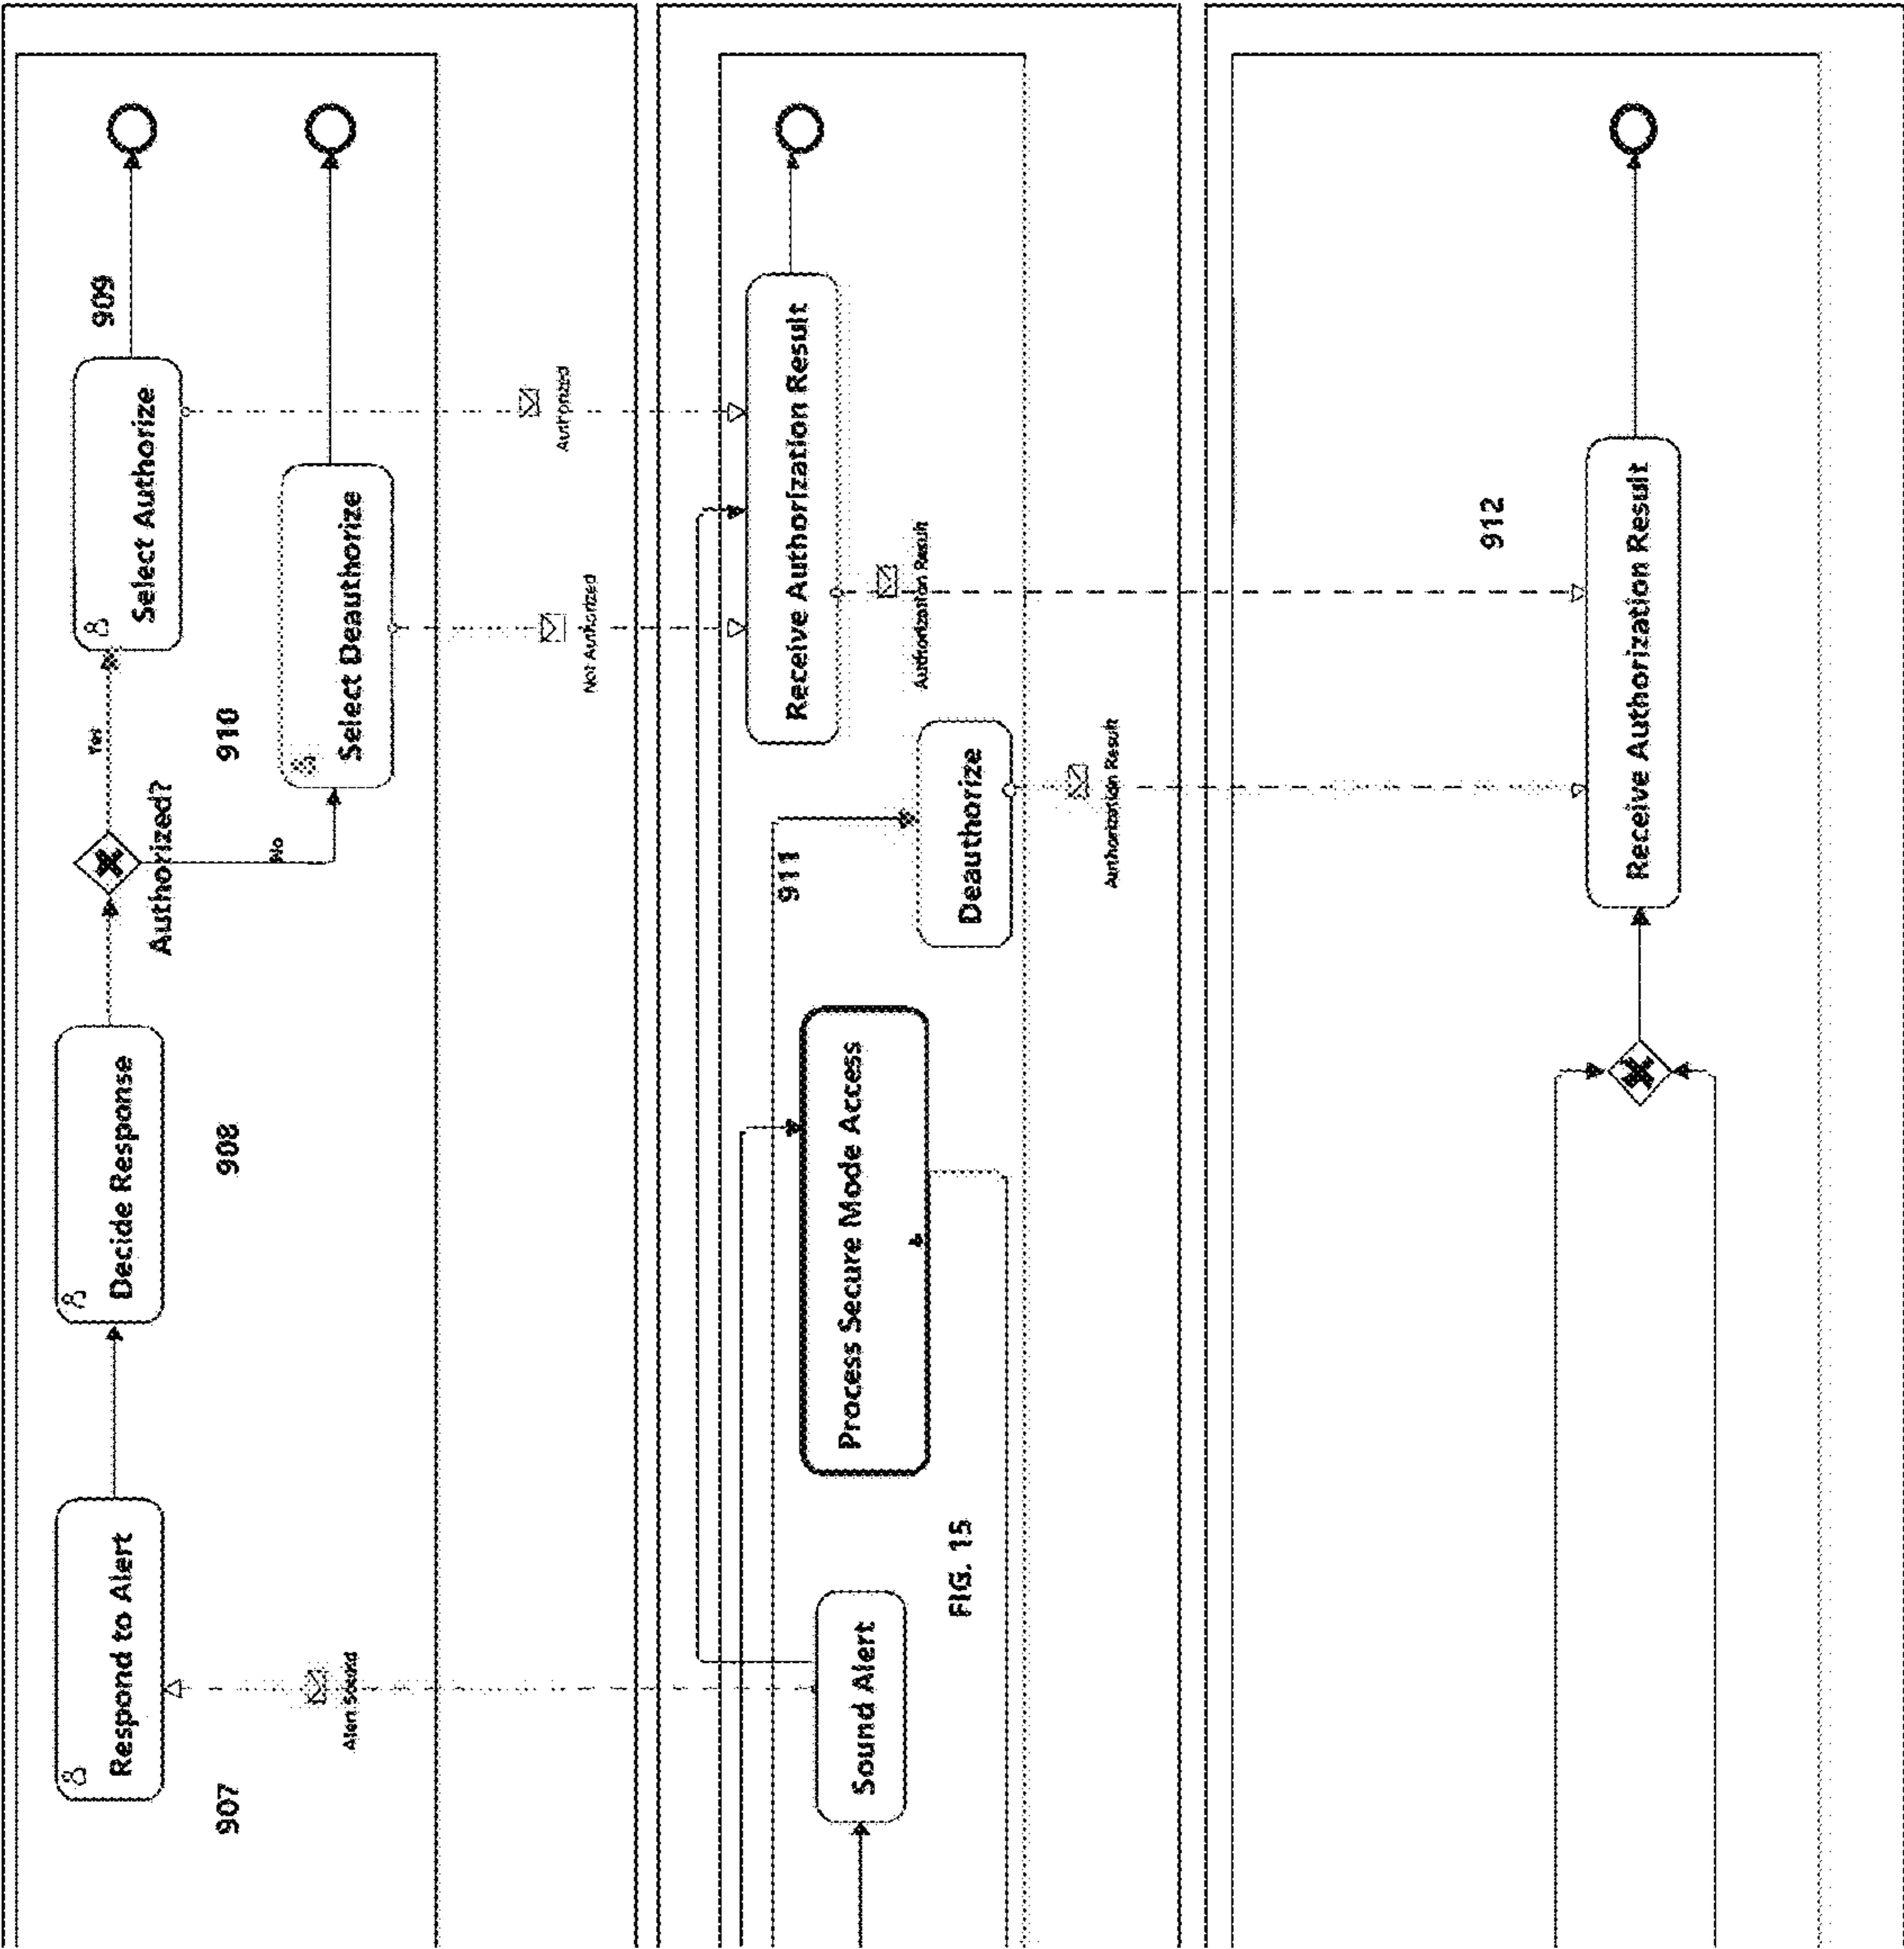 907
Respond to Alert
908
Decide Response
Authorized?
Yes
No
909
Select Authorize
910
Select Deauthorize
Alert Sound
Not Authorized
Authorized
Sound Alert
FIG. 15
Process Secure Mode Access
911
Deauthorize
Receive Authorization Result
Authorization Result
Authorization Result
912
Receive Authorization Result